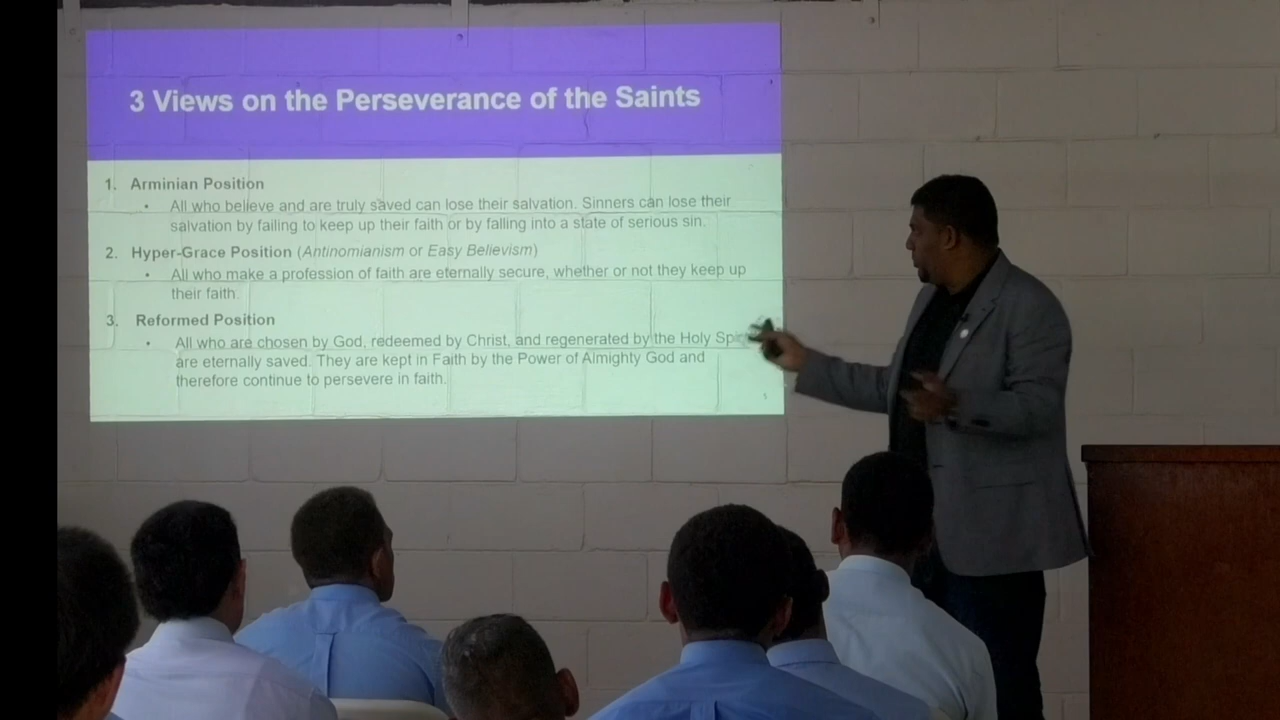 3 Views on the Perseverance of the Saints
1. Arminian Position
• All who believe and are truly saved can lose their salvation. Sinners can lose their
salvation by failing to keep up their faith or by falling into a state of serious sin.
2. Hyper-Grace Position (Antinomianism or Easy Believism)
• All who make a profession of faith are eternally secure, whether or not they keep up
their faith.
3. Reformed Position
• All who are chosen by God, redeemed by Christ, and regenerated by the Holy
are eternally saved. They are kept in Faith by the Power of Almighty God and
therefore continue to persevere in faith.